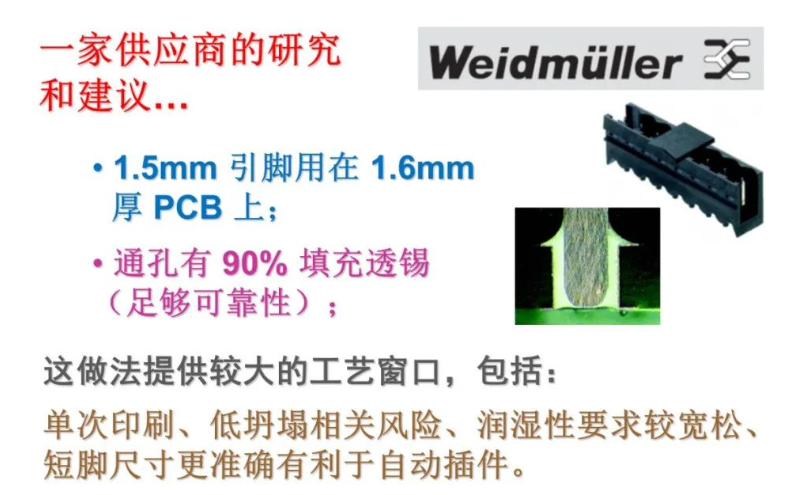 一家供应商的研究
和建议...
Weidmüller
• 1.5mm 引脚用在 1.6mm
厚 PCB 上；
• 通孔有 90% 填充透锡
（足够可靠性）；
这做法提供较大的工艺窗口，包括：
单次印刷、低坍塌相关风险、润湿性要求较宽松、
短脚尺寸更准确有利于自动插件。